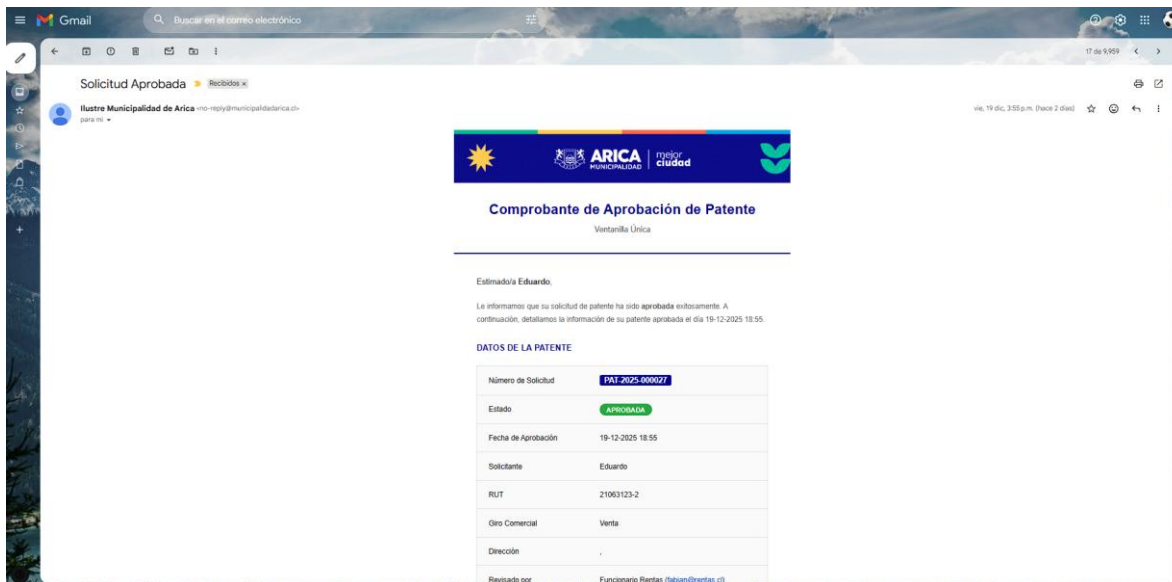 Gmail
Buscar en el correo electrónico
17 de 9,959
Solicitud Aprobada
Recibidos x
Ilustre Municipalidad de Arica <no-reply@municipalidadarica.cl>
vie, 19 dic, 3:55 p.m. (hace 2 días)
para mí
ARICA
MUNICIPALIDAD
mejor
ciudad
Comprobante de Aprobación de Patente
Ventanilla Única
Estimado/a Eduardo,
Le informamos que su solicitud de patente ha sido aprobada exitosamente. A
continuación, detallamos la información de su patente aprobada el día 19-12-2025 18:55.
DATOS DE LA PATENTE
Número de Solicitud PAT-2025-000027
Estado APROBADA
Fecha de Aprobación 19-12-2025 18:55
Solicitante Eduardo
RUT 21063123-2
Giro Comercial Venta
Dirección ,
Revisado por Funcionario Rentas (fabian@rentas.cl)